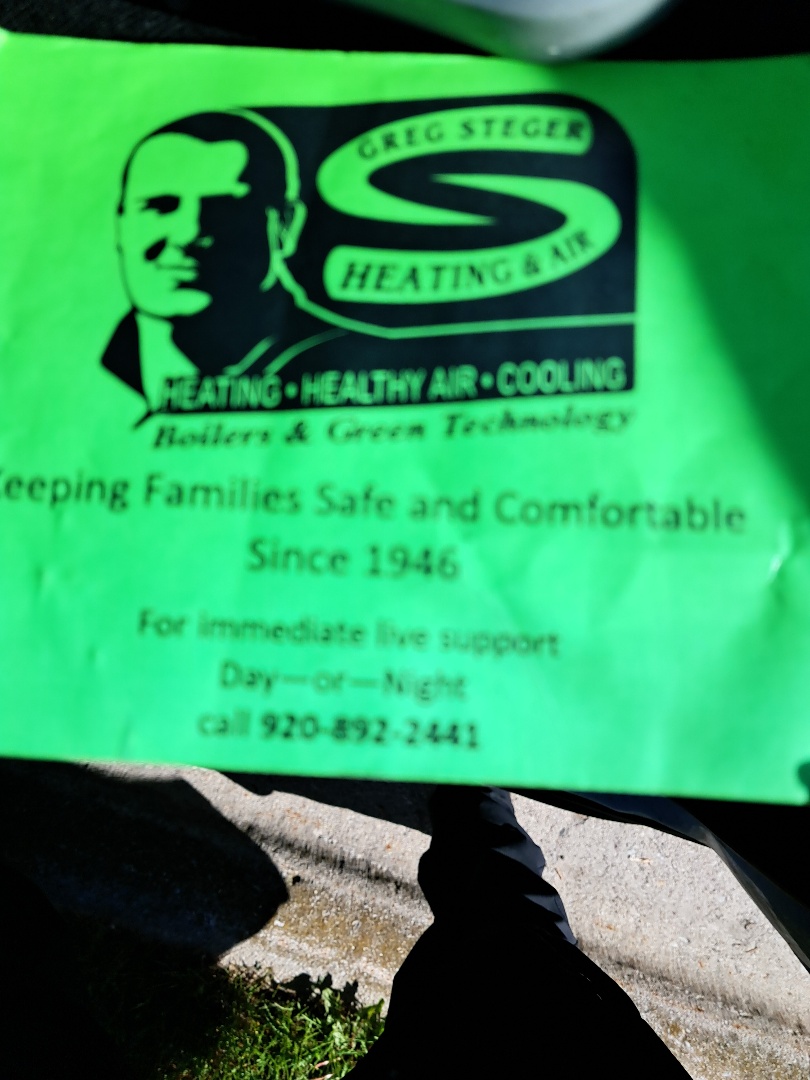 GREG STEGER
HEATING & AIR
HEATING • HEALTHY AIR • COOLING
Boilers & Green Technology
Keeping Families Safe and Comfortable
Since 1946
For immediate live support
Day—or—Night
call 920-892-2441